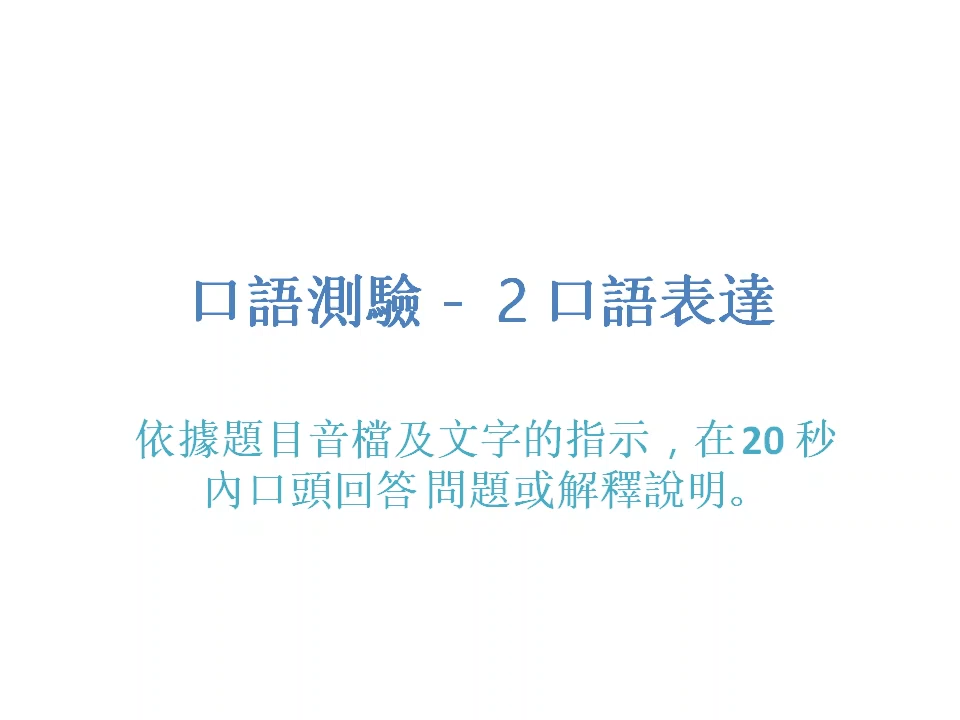 口語測驗 - 2 口語表達
依據題目音檔及文字的指示，在 20 秒
內口頭回答 問題或解釋說明。